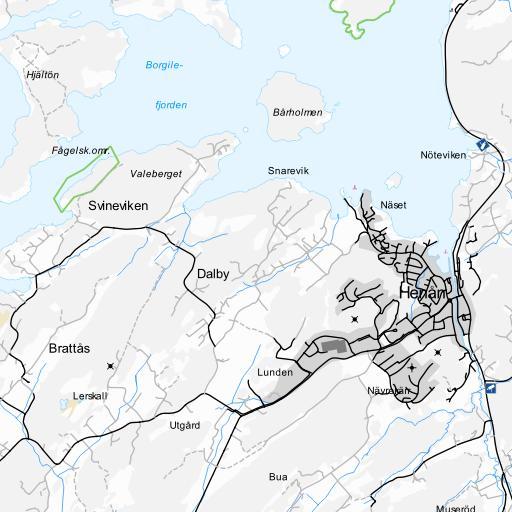 Borgile-
Hjältön
fjorden
Bårholmen
Fågelsk.omr.
Nöteviken
Valeberget
Snarevik
Svineviken
Näset
Dalby
Henån
Brattås
Lunden
Nävrekärr
Lerskall
Utgård
Bua
Museröd